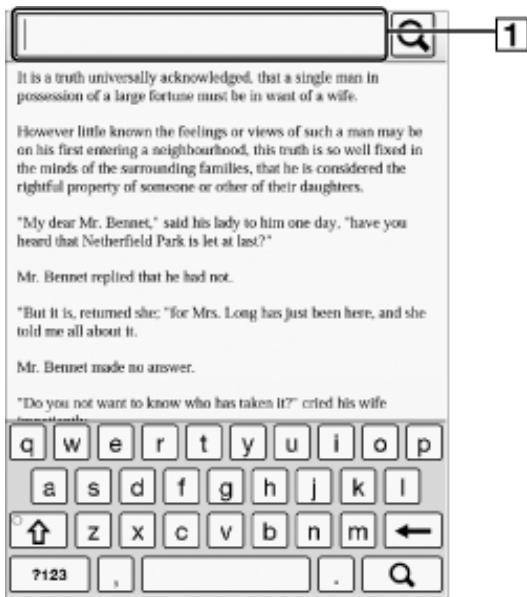 1
It is a truth universally acknowledged, that a single man in
possession of a large fortune must be in want of a wife.
However little known the feelings or views of such a man may be
on his first entering a neighbourhood, this truth is so well fixed in
the minds of the surrounding families, that he is considered the
rightful property of someone or other of their daughters.
"My dear Mr. Bennet," said his lady to him one day, "have you
heard that Netherfield Park is let at last?"
Mr. Bennet replied that he had not.
"But it is, returned she; "for Mrs. Long has just been here, and she
told me all about it.
Mr. Bennet made no answer.
"Do you not want to know who has taken it?" cried his wife
q w e r t y u i o p
a s d f g h j k l
z x c v b n m
?123 , .